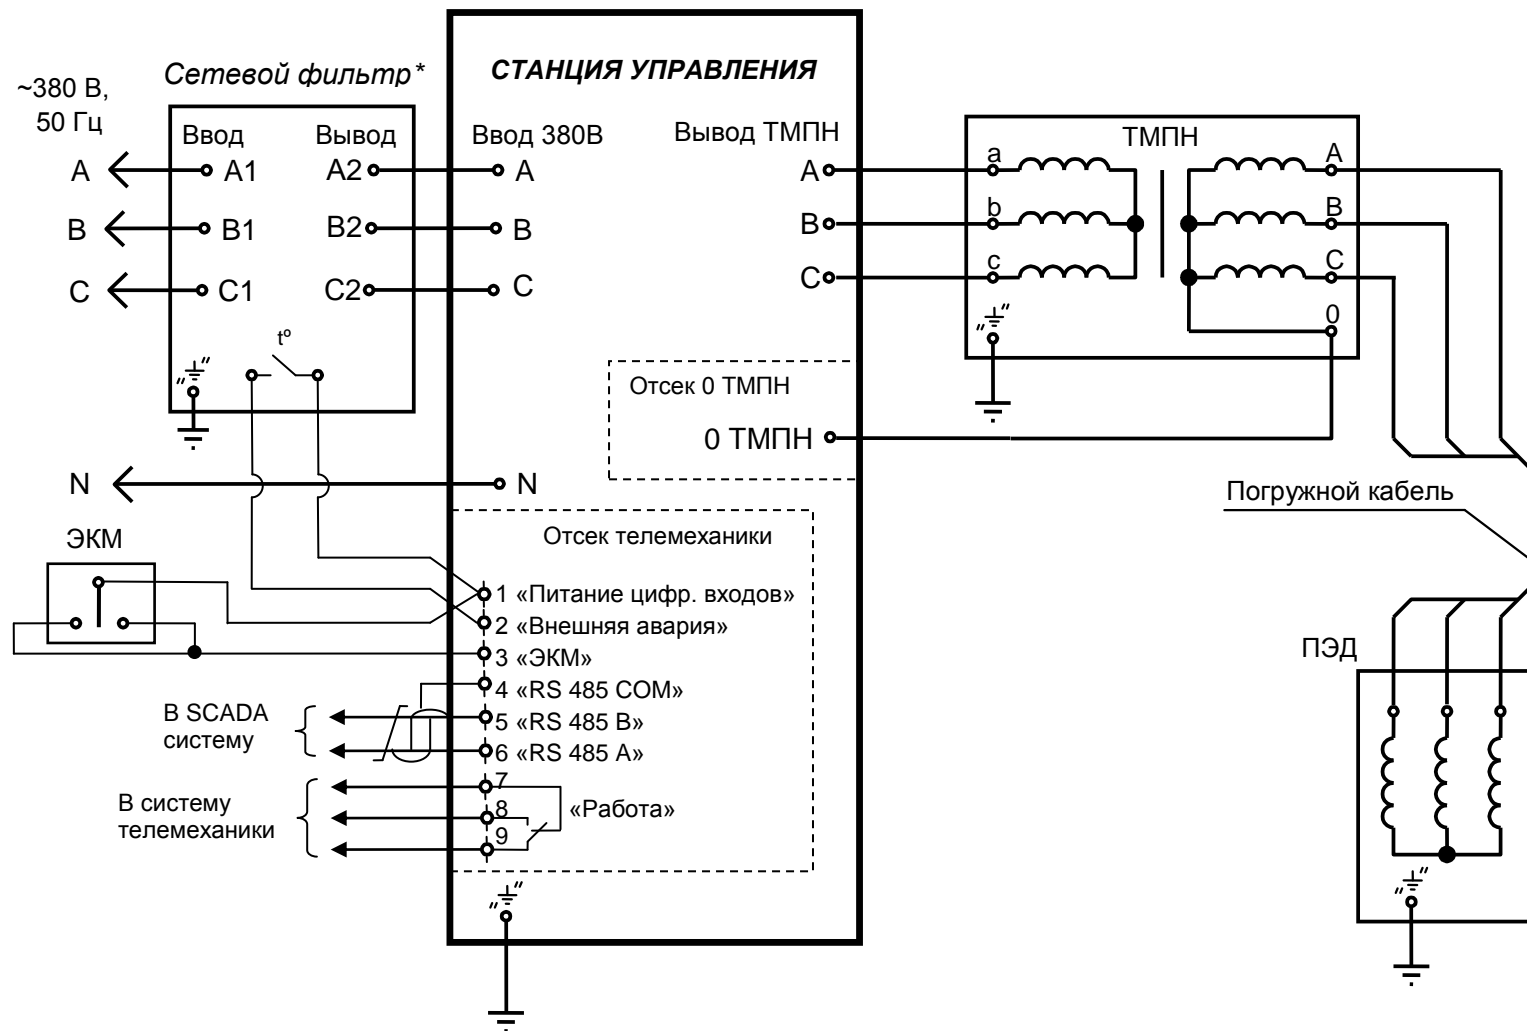 ~380 В,
50 Гц
Сетевой фильтр*
СТАНЦИЯ УПРАВЛЕНИЯ
Ввод
Вывод
Ввод 380В
Вывод ТМПН
ТМПН
A
A1
A2
A
A
a
A
B
B1
B2
B
B
b
B
C
C1
C2
C
C
c
C
0
t°
Отсек 0 ТМПН
0 ТМПН
N
N
Погружной кабель
ЭКМ
Отсек телемеханики
1 «Питание цифр. входов»
2 «Внешняя авария»
3 «ЭКМ»
4 «RS 485 COM»
5 «RS 485 B»
6 «RS 485 A»
7
8
9
«Работа»
В SCADA
систему
В систему
телемеханики
ПЭД